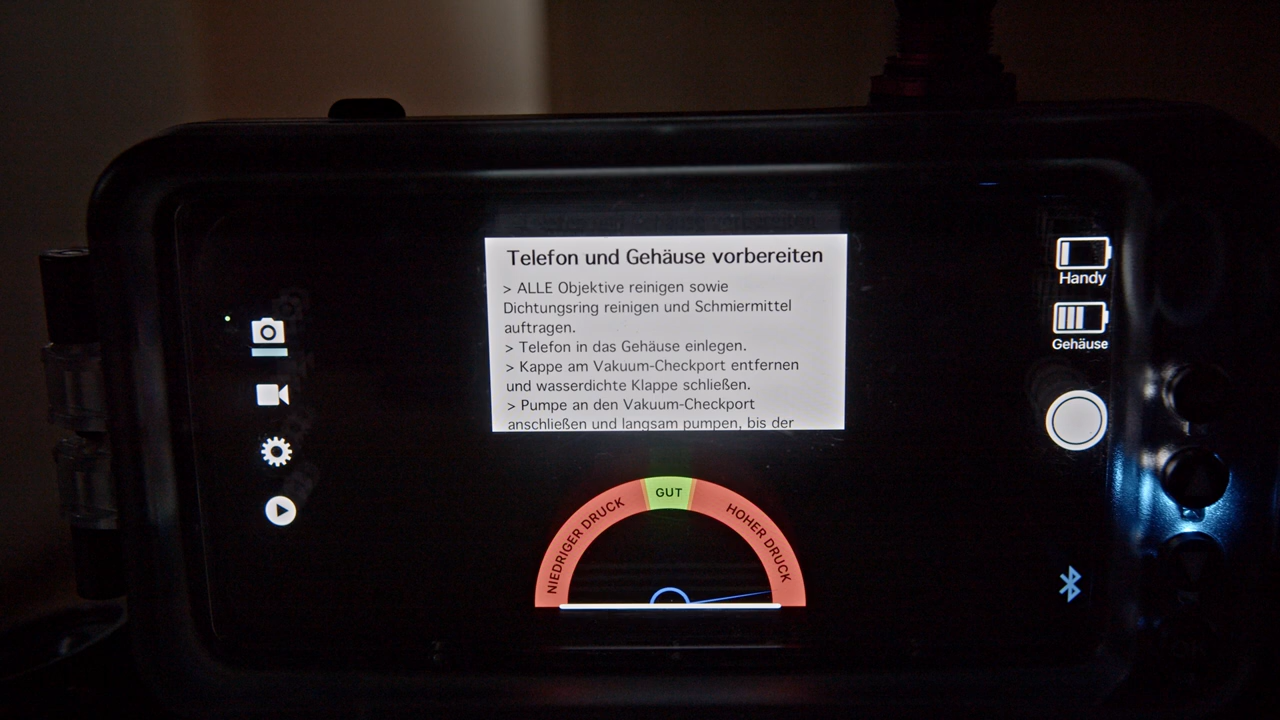 Telefon und Gehäuse vorbereiten
> ALLE Objektive reinigen sowie
Dichtungsring reinigen und Schmiermittel
auftragen.
> Telefon in das Gehäuse einlegen.
> Kappe am Vakuum-Checkport entfernen
und wasserdichte Klappe schließen.
> Pumpe an den Vakuum-Checkport
anschließen und langsam pumpen, bis der
Handy
Gehäuse
NIEDRIGER DRUCK
GUT
HOHER DRUCK